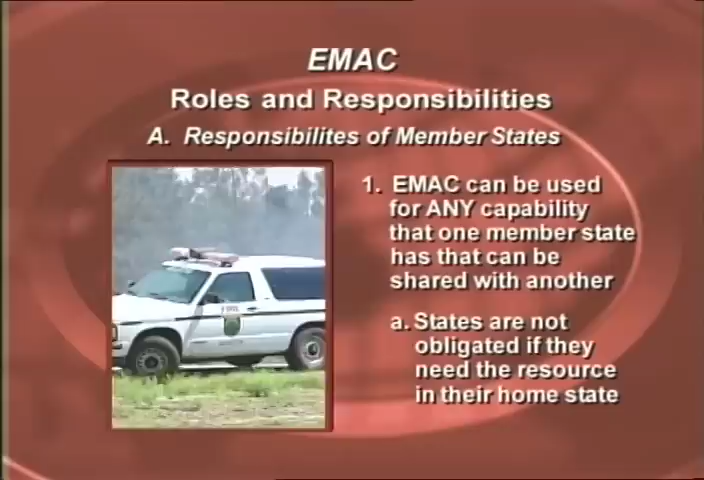 EMAC
Roles and Responsibilities
A. Responsibilites of Member States
1. EMAC can be used
for ANY capability
that one member state
has that can be
shared with another
a. States are not
obligated if they
need the resource
in their home state